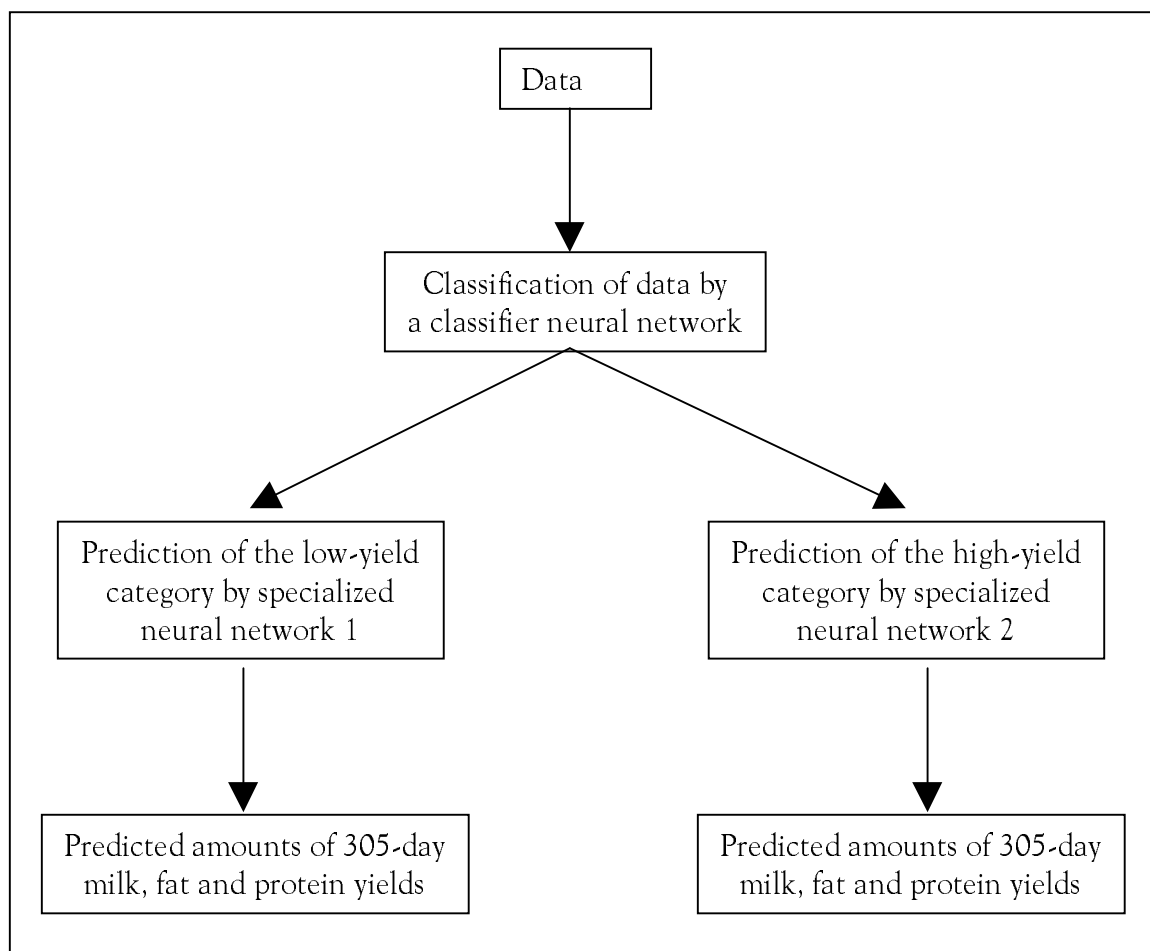 Data
Classification of data by
a classifier neural network
Prediction of the low-yield
category by specialized
neural network 1
Prediction of the high-yield
category by specialized
neural network 2
Predicted amounts of 305-day
milk, fat and protein yields
Predicted amounts of 305-day
milk, fat and protein yields